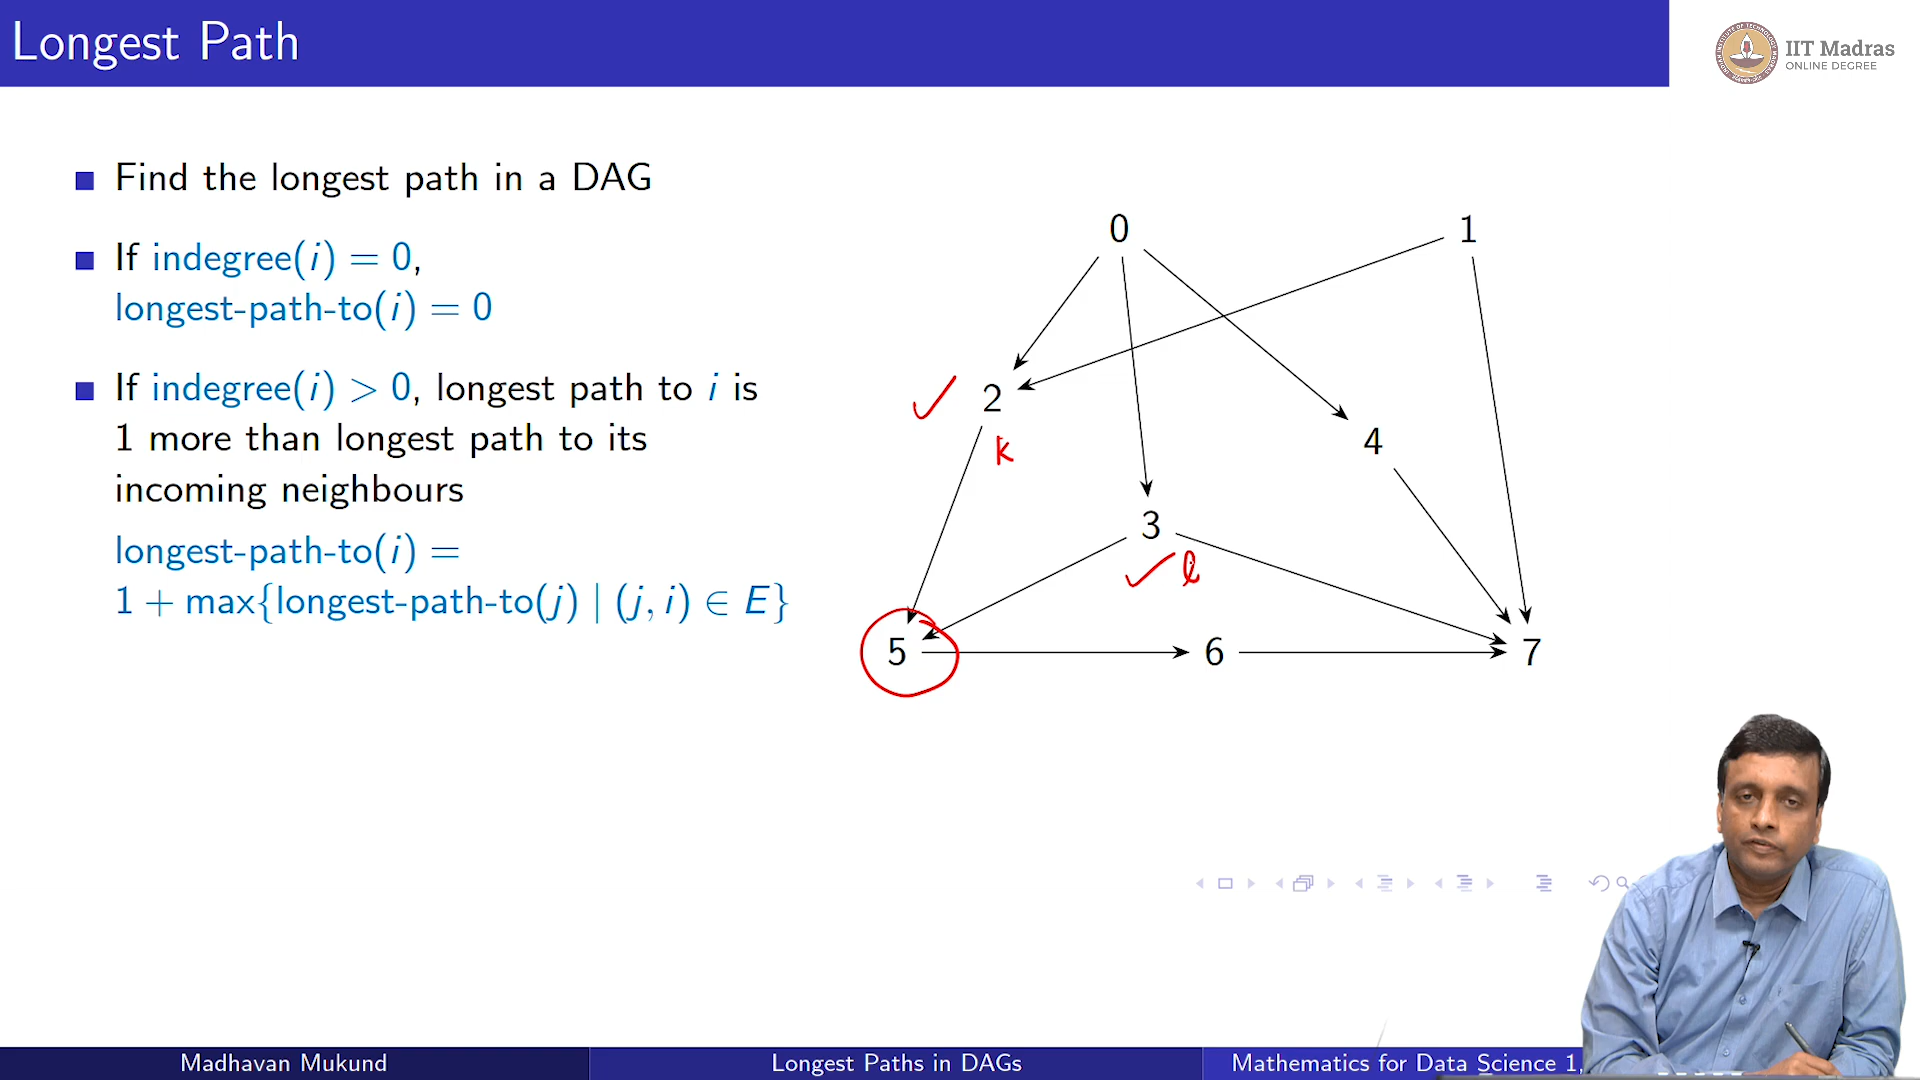 Longest Path
IIT Madras
ONLINE DEGREE
Find the longest path in a DAG
If indegree(i) = 0,
longest-path-to(i) = 0
If indegree(i) > 0, longest path to i is
1 more than longest path to its
incoming neighbours
longest-path-to(i) =
1 + max{longest-path-to(j) | (j, i) ∈ E}
0 1
2
k
4
3
l
5 6 7
Madhavan Mukund
Longest Paths in DAGs
Mathematics for Data Science 1,